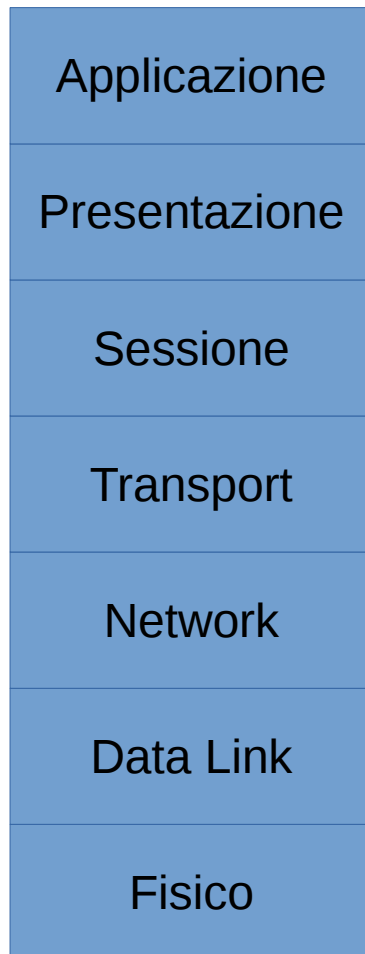 Applicazione
Presentazione
Sessione
Transport
Network
Data Link
Fisico